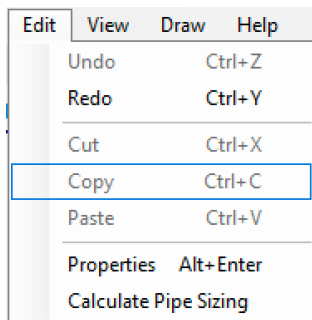 Edit View Draw Help
Undo Ctrl+Z
Redo Ctrl+Y
Cut Ctrl+X
Copy Ctrl+C
Paste Ctrl+V
Properties Alt+Enter
Calculate Pipe Sizing